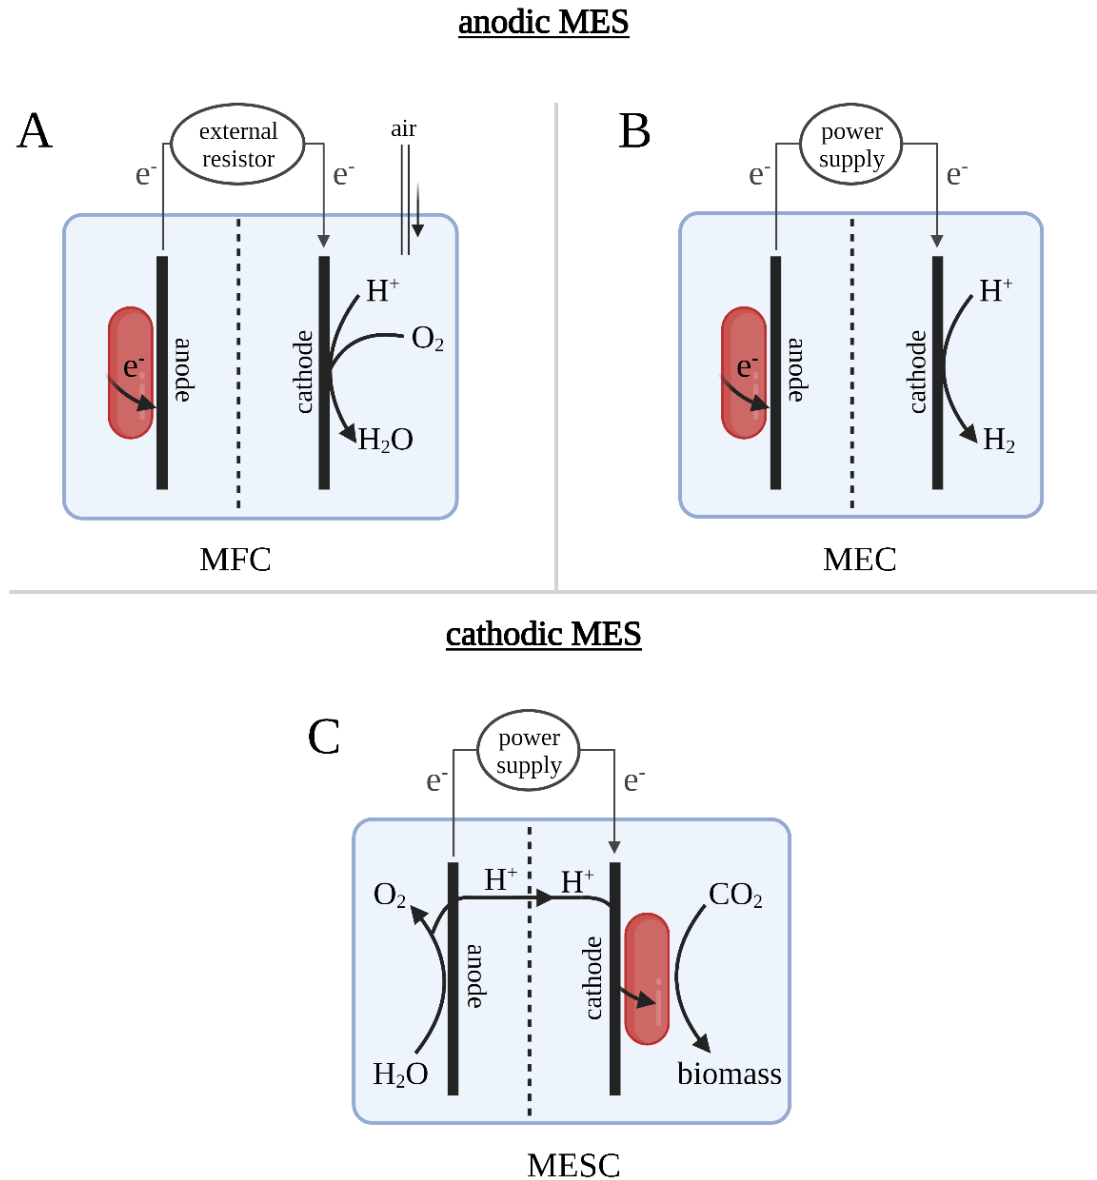 anodic MES
A
external
resistor
e-
e-
air
H+
O2
H2O
e-
anode
cathode
MFC
B
power
supply
e-
e-
H+
H2
e-
anode
cathode
MEC
cathodic MES
C
power
supply
e-
e-
O2
H+
H+
CO2
anode
cathode
H2O
biomass
MESC